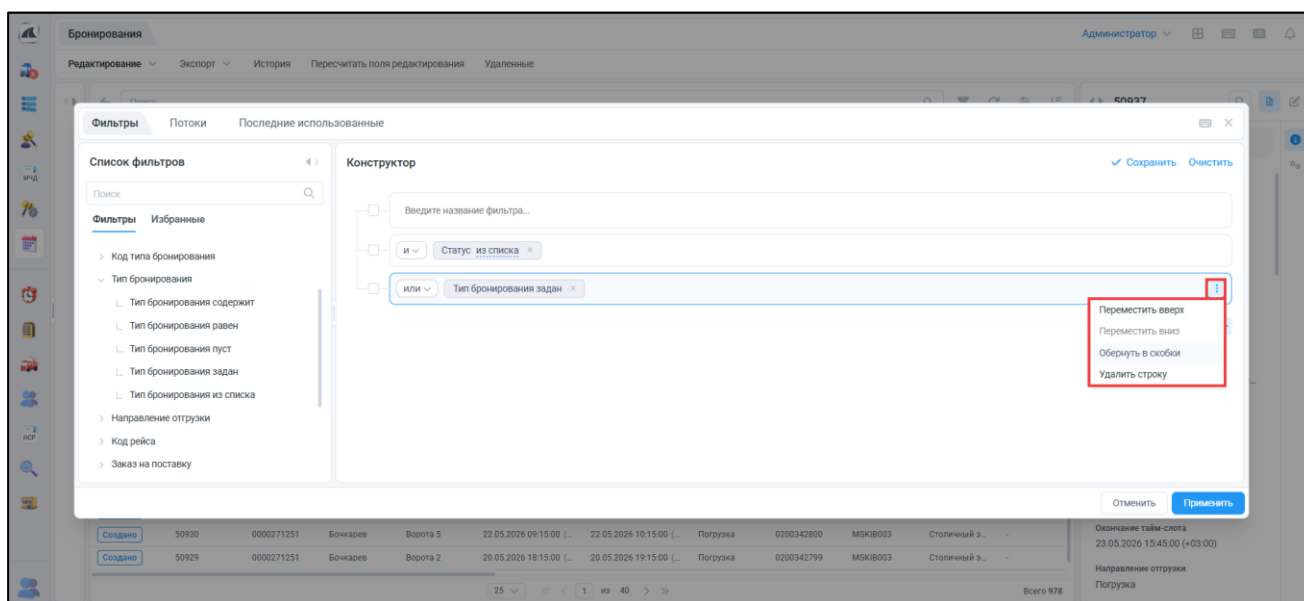 Бронирования
Администратор
Редактирование Экспорт История Пересчитать поля редактирования Удаленные
Поиск
50937
Фильтры Потоки Последние использованные
Список фильтров
Конструктор
Сохранить Очистить
Поиск
Введите название фильтра...
Фильтры Избранные
Код типа бронирования
и Статус из списка ×
Тип бронирования
или Тип бронирования задан ×
Тип бронирования содержит
Переместить вверх
Тип бронирования равен
Переместить вниз
Тип бронирования пуст
Обернуть в скобки
Тип бронирования задан
Удалить строку
Тип бронирования из списка
Направление отгрузки
Код рейса
Заказ на поставку
Отменить Применить
МЧД
НСР
Создано 50930 0000271251 Бочкарев Ворота 5 22.05.2026 09:15:00 (... 22.05.2026 10:15:00 (... Погрузка 0200342800 MSKIB003 Столичный э... -
Создано 50929 0000271251 Бочкарев Ворота 2 20.05.2026 18:15:00 (... 20.05.2026 19:15:00 (... Погрузка 0200342799 MSKIB003 Столичный э... -
Окончание тайм-слота
23.05.2026 15:45:00 (+03:00)
Направление отгрузки
Погрузка
25 1 из 40
Всего 978